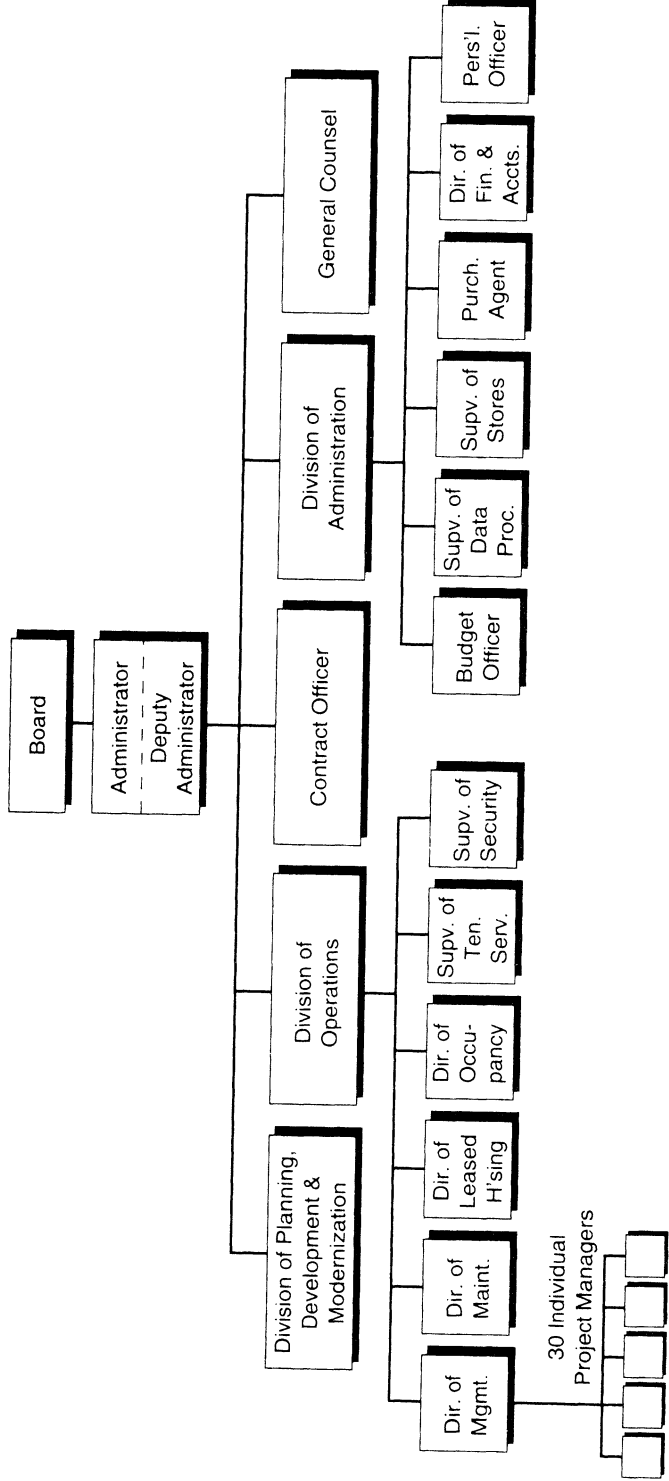 Board
Administrator
Deputy
Administrator
Division of Planning,
Development &
Modernization
Division of
Operations
Contract Officer
Division of
Administration
General Counsel
Dir. of
Mgmt.
Dir. of
Maint.
Dir. of
Leased
H'sing
Dir. of
Occu-
pancy
Supv. of
Ten.
Serv.
Supv. of
Security
Budget
Officer
Supv. of
Data
Proc.
Supv. of
Stores
Purch.
Agent
Dir. of
Fin. &
Accts.
Pers'l.
Officer
30 Individual
Project Managers